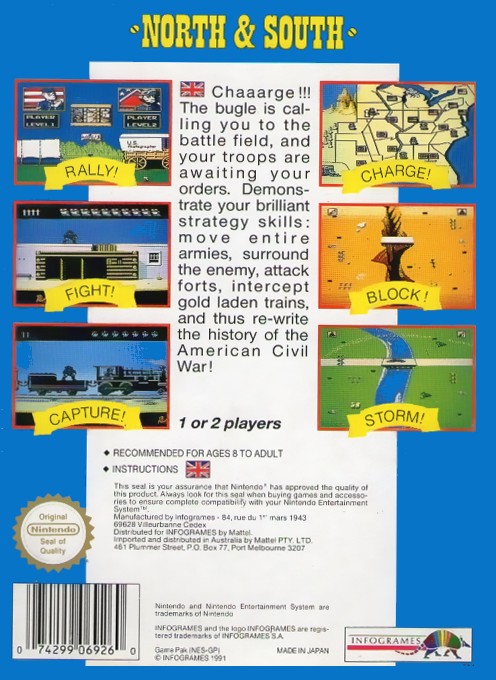 NORTH & SOUTH
Chaaarge !!!
The bugle is cal-
ling you to the
battle field, and
your troops are
awaiting your
orders. Demons-
trate your brilliant
strategy skills:
move entire
armies, surround
the enemy, attack
forts, intercept
gold laden trains,
and thus re-write
the history of the
American Civil
War!
PLAYER
LEVEL 1
PLAYER
LEVEL 2
U.S.
Photographer
RALLY!
FIGHT!
CAPTURE!
CHARGE!
BLOCK!
STORM!
1 or 2 players
◆ RECOMMENDED FOR AGES 8 TO ADULT
◆ INSTRUCTIONS
This seal is your assurance that Nintendo® has approved the quality of
this product. Always look for this seal when buying games and accesso-
ries to ensure complete compatibility with your Nintendo Entertainment
System™.
Manufactured by Infogrames - 84, rue du 1er mars 1943
69628 Villeurbanne Cedex
Distributed for INFOGRAMES by Mattel.
Imported and distributed in Australia by Mattel PTY. LTD.
461 Plummer Street, P.O. Box 77, Port Melbourne 3207
Original
Nintendo
Seal of
Quality
Nintendo and Nintendo Entertainment System are
trademarks of Nintendo
INFOGRAMES and the logo INFOGRAMES are regis-
tered trademarks of INFOGRAMES S.A.
Game Pak (NES-GP) MADE IN JAPAN
© INFOGRAMES 1991
0 74299 06926 0
INFOGRAMES